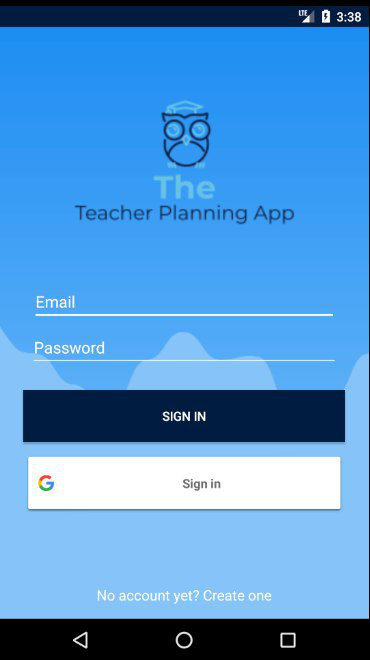 LTE 3:38
The
Teacher Planning App
Email
Password
SIGN IN
Sign in
No account yet? Create one